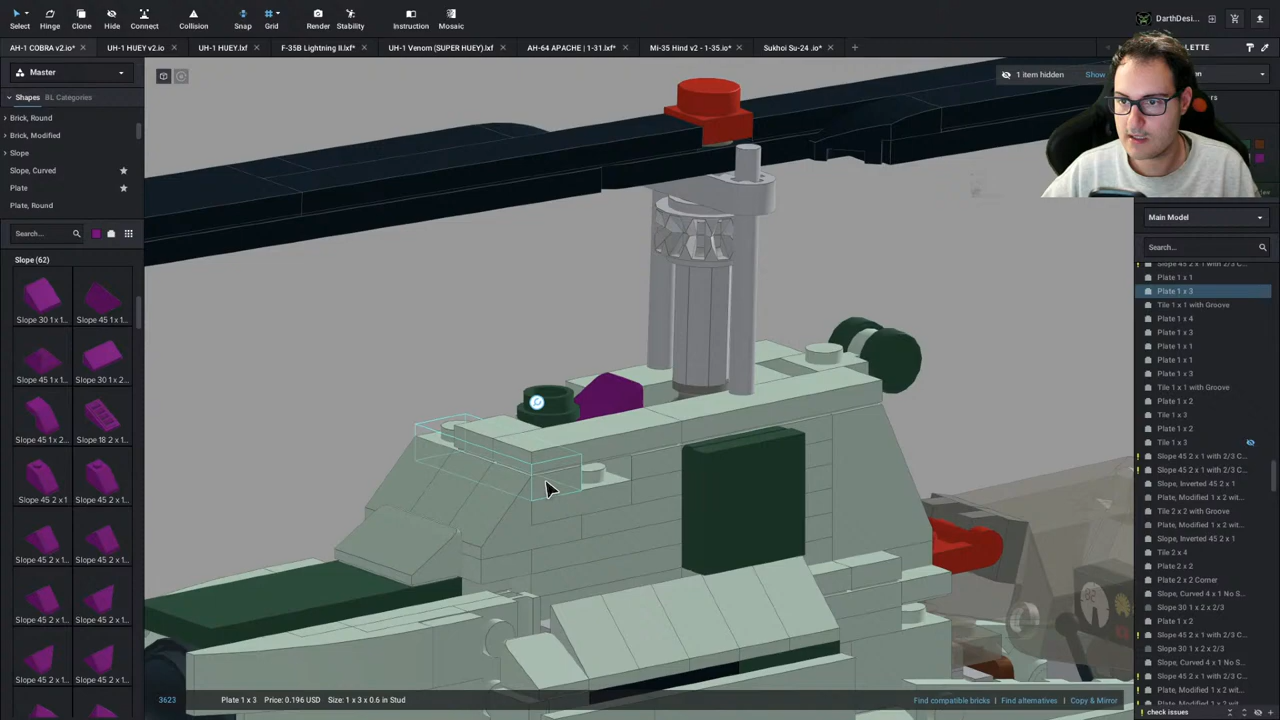 Select Hinge Clone Hide Connect Collision Snap Grid Render Stability Instruction Mosaic DarthDesi...
AH-1 COBRA v2.io* UH-1 HUEY v2.io UH-1 HUEY.lxf F-35B Lightning II.lxf* UH-1 Venom (SUPER HUEY).lxf AH-64 APACHE | 1-31.lxf* Mi-35 Hind v2 - 1-35.io* Sukhoi Su-24 .io*
Master
1 item hidden Show
Shapes BL Categories
Brick, Round
Brick, Modified
Slope
Slope, Curved
Plate
Plate, Round
Search...
Slope (62)
Slope 30 1 x ... Slope 45 1 x...
Slope 45 1 x... Slope 30 1 x ...
Slope 45 1 x ... Slope 18 2 x 1...
Slope 45 2 x 1 Slope 45 2 x 1...
Slope 45 2 x 1... Slope 45 2 x 1...
Slope 45 2 x 1... Slope 45 2 x 1...
Slope 45 2 x 1... Slope 45 2 x 1...
Main Model
Search...
Slope 45 2 x 1 with 2/3 C...
Plate 1 x 1
Plate 1 x 3
Tile 1 x 1 with Groove
Plate 1 x 4
Plate 1 x 3
Plate 1 x 1
Plate 1 x 1
Plate 1 x 3
Tile 1 x 1 with Groove
Plate 1 x 2
Tile 1 x 3
Plate 1 x 2
Tile 1 x 3
Slope 45 2 x 1 with 2/3 C...
Slope 45 2 x 1 with 2/3 C...
Slope, Inverted 45 2 x 1
Plate, Modified 1 x 2 wit...
Tile 2 x 2 with Groove
Plate, Modified 1 x 2 wit...
Slope, Inverted 45 2 x 1
Tile 2 x 4
Plate 2 x 2
Plate 2 x 2 Corner
Slope, Curved 4 x 1 No S...
Slope 30 1 x 2 x 2/3
Plate 1 x 2
Slope 45 2 x 1 with 2/3 C...
Slope 30 1 x 2 x 2/3
Slope, Curved 4 x 1 No S...
Slope 45 2 x 1 with 2/3 C...
Plate, Modified 1 x 2 wit...
check issues
3623 Plate 1 x 3 Price: 0.196 USD Size: 1 x 3 x 0.6 in Stud Find compatible bricks Find alternatives Copy & Mirror